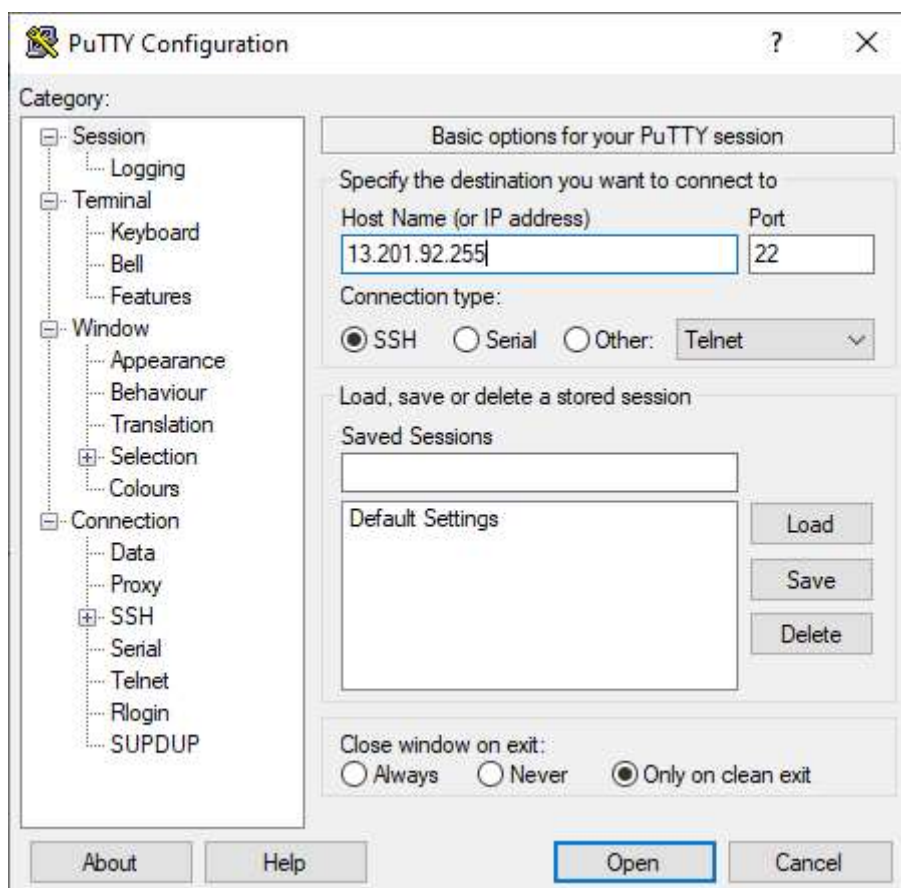 PuTTY Configuration
?
Category:
Session
Logging
Terminal
Keyboard
Bell
Features
Window
Appearance
Behaviour
Translation
Selection
Colours
Connection
Data
Proxy
SSH
Serial
Telnet
Rlogin
SUPDUP
Basic options for your PuTTY session
Specify the destination you want to connect to
Host Name (or IP address) Port
13.201.92.255 22
Connection type:
SSH Serial Other: Telnet
Load, save or delete a stored session
Saved Sessions
Default Settings
Load
Save
Delete
Close window on exit:
Always Never Only on clean exit
About Help Open Cancel